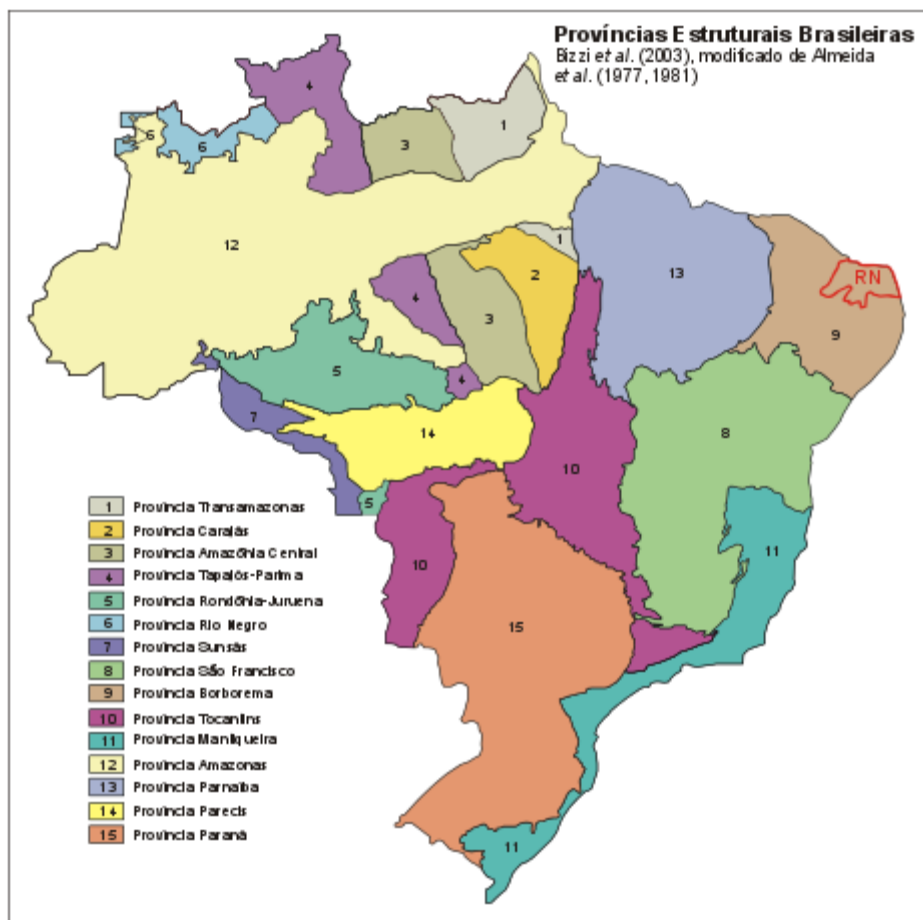 Províncias Estruturais Brasileiras
Bizzi et al. (2003), modificado de Almeida
et al. (1977, 1981)
4
1
6
6
3
12
1
2
13
RN
4
3
9
5
4
7
14
8
10
5
11
10
15
11
1 Província Transamazonas
2 Província Carajás
3 Província Amazônia Central
4 Província Tapajós-Parima
5 Província Rondônia-Juruena
6 Província Rio Negro
7 Província Sunsás
8 Província São Francisco
9 Província Borborema
10 Província Tocantins
11 Província Mantiqueira
12 Província Amazonas
13 Província Parnaíba
14 Província Parecis
15 Província Paraná